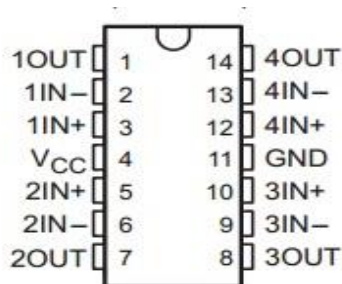 1OUT 1 14 4OUT
1IN− 2 13 4IN−
1IN+ 3 12 4IN+
VCC 4 11 GND
2IN+ 5 10 3IN+
2IN− 6 9 3IN−
2OUT 7 8 3OUT